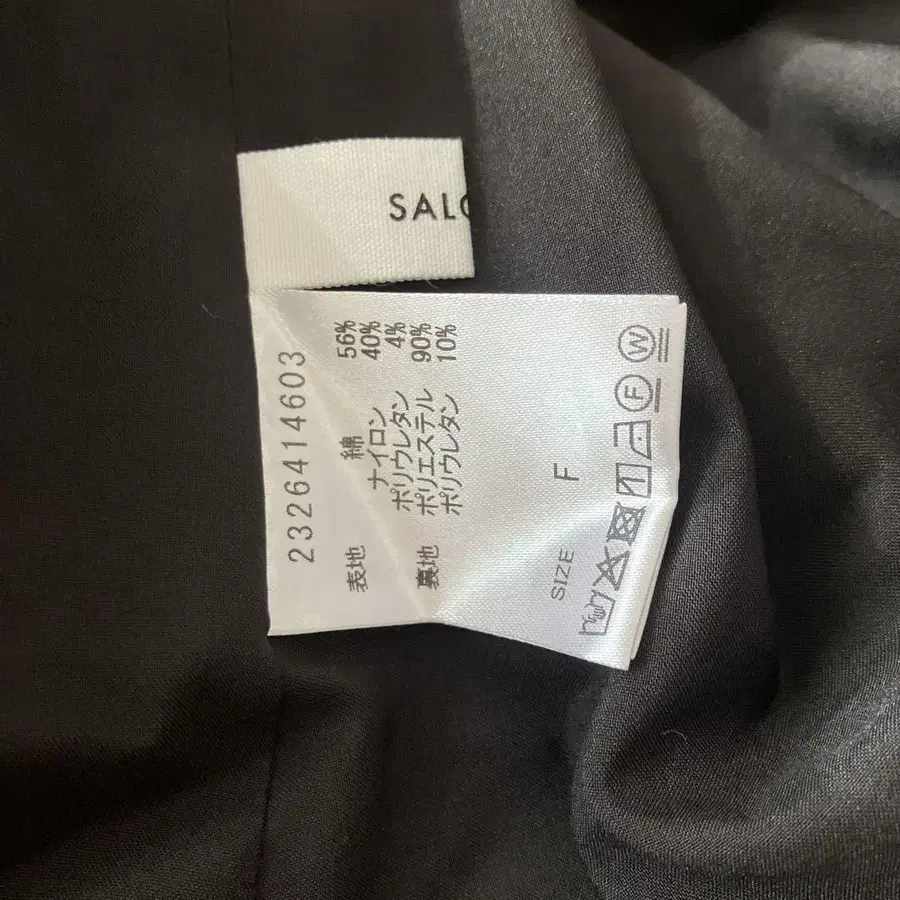 SALO
2326414603
表地 綿 56%
ナイロン 40%
ポリウレタン 4%
裏地 ポリエステル 90%
ポリウレタン 10%
SIZE F
F
W